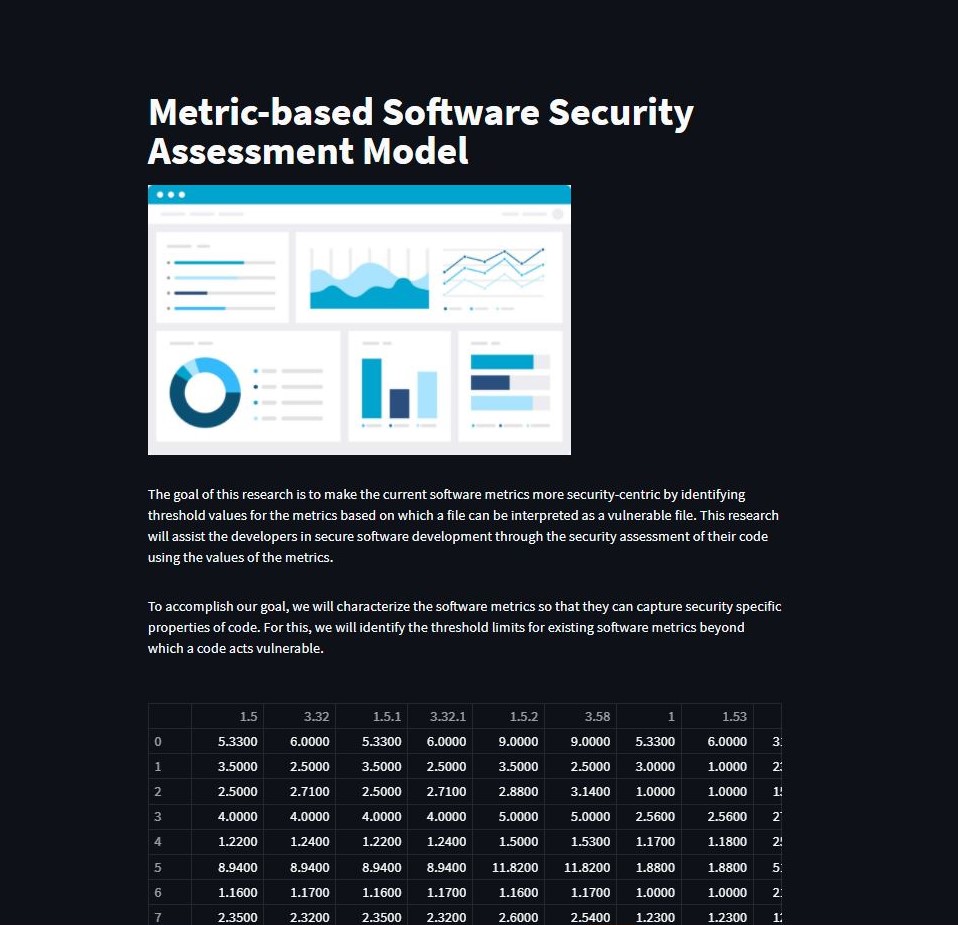 Metric-based Software Security
Assessment Model
The goal of this research is to make the current software metrics more security-centric by identifying
threshold values for the metrics based on which a file can be interpreted as a vulnerable file. This research
will assist the developers in secure software development through the security assessment of their code
using the values of the metrics.
To accomplish our goal, we will characterize the software metrics so that they can capture security specific
properties of code. For this, we will identify the threshold limits for existing software metrics beyond
which a code acts vulnerable.
1.5 3.32 1.5.1 3.32.1 1.5.2 3.58 1 1.53
0 5.3300 6.0000 5.3300 6.0000 9.0000 9.0000 5.3300 6.0000
1 3.5000 2.5000 3.5000 2.5000 3.5000 2.5000 3.0000 1.0000
2 2.5000 2.7100 2.5000 2.7100 2.8800 3.1400 1.0000 1.0000
3 4.0000 4.0000 4.0000 4.0000 5.0000 5.0000 2.5600 2.5600
4 1.2200 1.2400 1.2200 1.2400 1.5000 1.5300 1.1700 1.1800
5 8.9400 8.9400 8.9400 8.9400 11.8200 11.8200 1.8800 1.8800
6 1.1600 1.1700 1.1600 1.1700 1.1600 1.1700 1.0000 1.0000
7 2.3500 2.3200 2.3500 2.3200 2.6000 2.5400 1.2300 1.2300